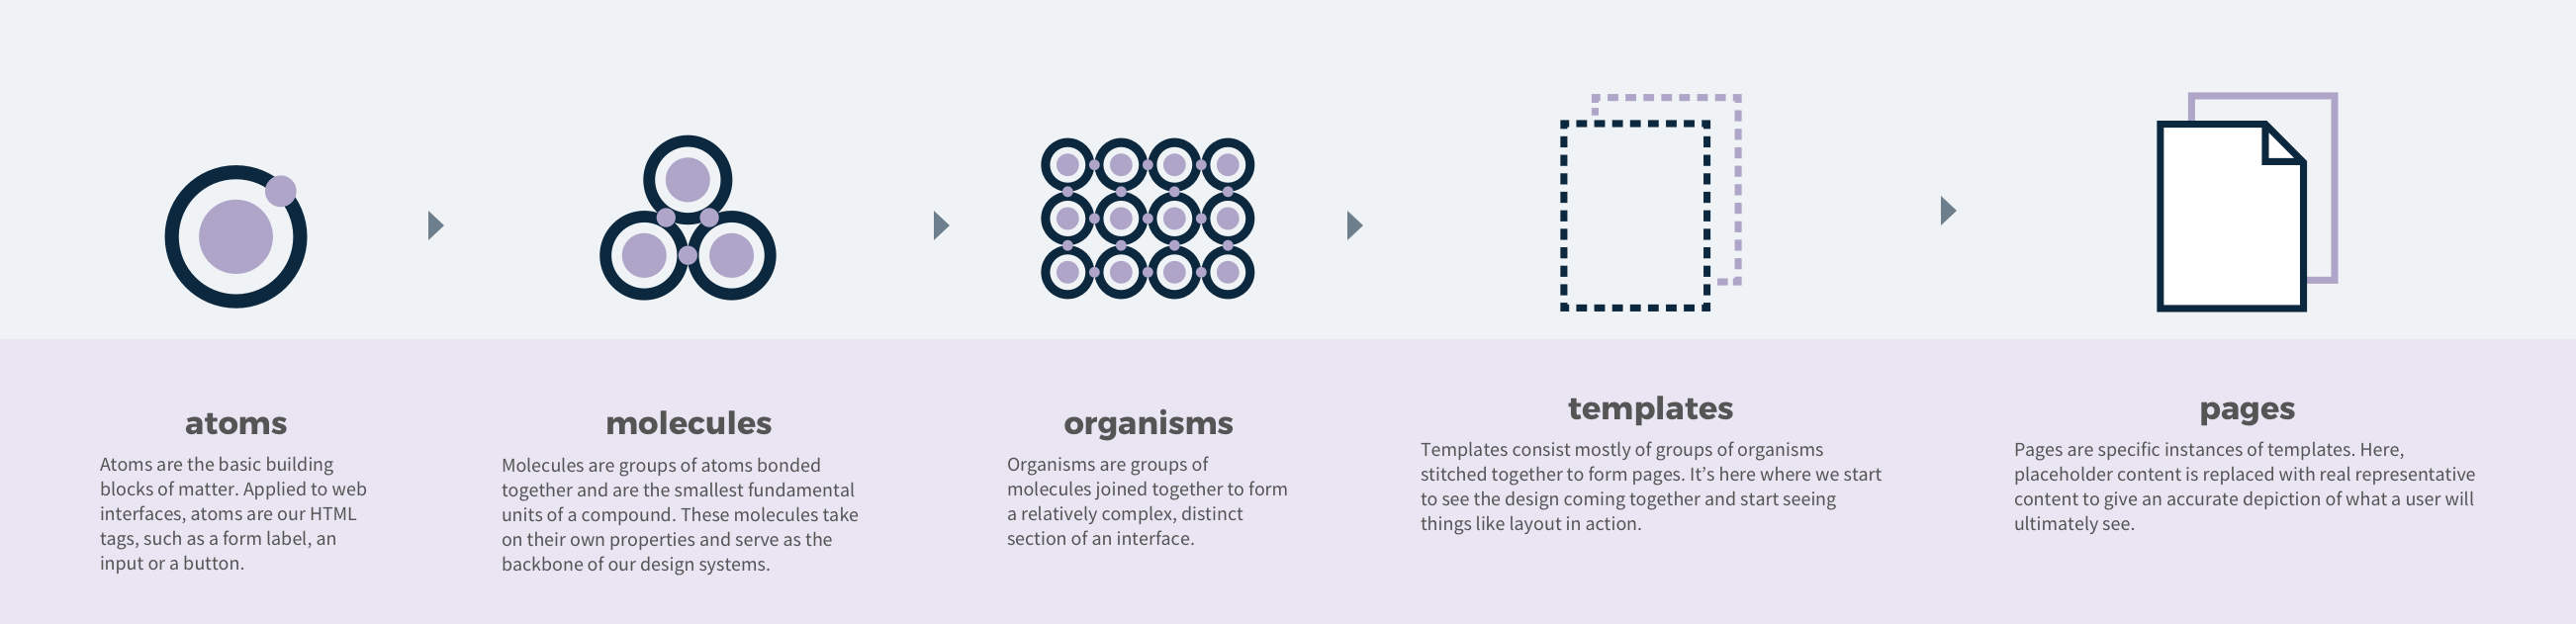 atoms
Atoms are the basic building
blocks of matter. Applied to web
interfaces, atoms are our HTML
tags, such as a form label, an
input or a button.
molecules
Molecules are groups of atoms bonded
together and are the smallest fundamental
units of a compound. These molecules take
on their own properties and serve as the
backbone of our design systems.
organisms
Organisms are groups of
molecules joined together to form
a relatively complex, distinct
section of an interface.
templates
Templates consist mostly of groups of organisms
stitched together to form pages. It’s here where we start
to see the design coming together and start seeing
things like layout in action.
pages
Pages are specific instances of templates. Here,
placeholder content is replaced with real representative
content to give an accurate depiction of what a user will
ultimately see.